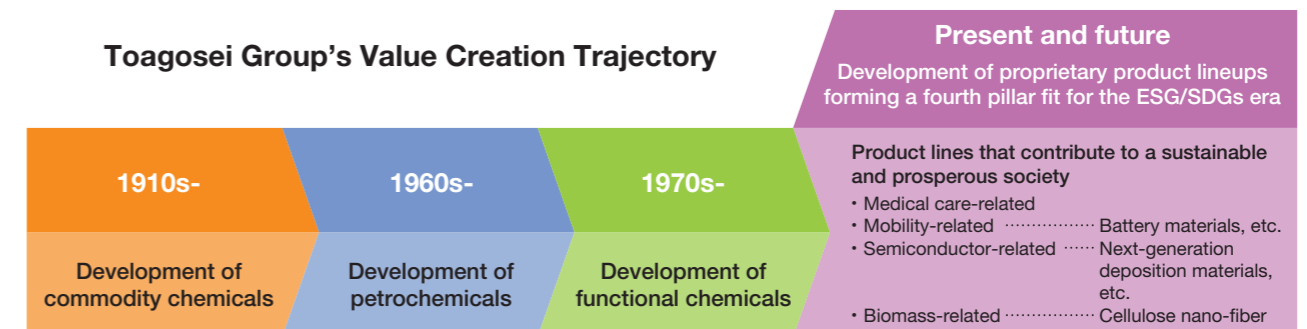 Toagosei Group's Value Creation Trajectory
Present and future
Development of proprietary product lineups
forming a fourth pillar fit for the ESG/SDGs era
1910s-
1960s-
1970s-
Development of
commodity chemicals
Development of
petrochemicals
Development of
functional chemicals
Product lines that contribute to a sustainable
and prosperous society
・Medical care-related
・Mobility-related ················ Battery materials, etc.
・Semiconductor-related ······ Next-generation
deposition materials,
etc.
・Biomass-related ················ Cellulose nano-fiber